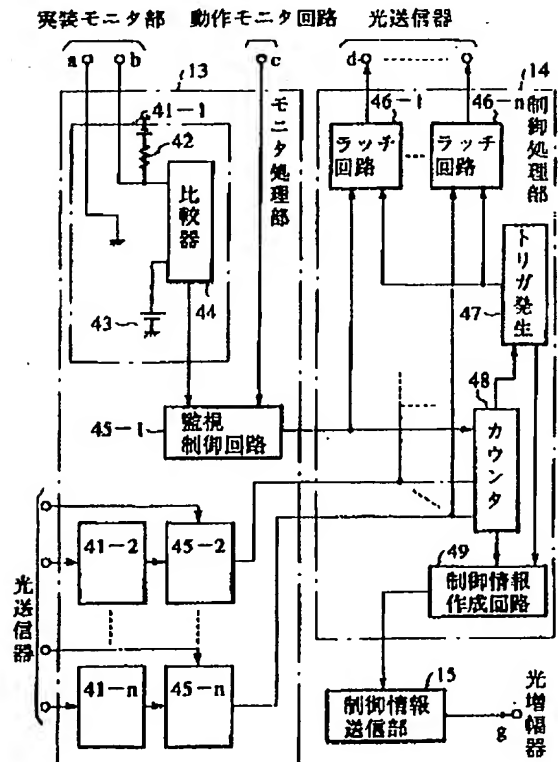 実装モニタ部 動作モニタ回路 光送信器
a b c d
13
モニタ処理部
41-1
42
比較器
43
44
45-1
監視
制御回路
14
制御処理部
46-1
46-n
ラッチ
回路
ラッチ
回路
トリガ発生
47
48
カウンタ
49
制御情報
作成回路
光送信器
41-2
45-2
41-n
45-n
15
制御情報
送信部
g
光増幅器